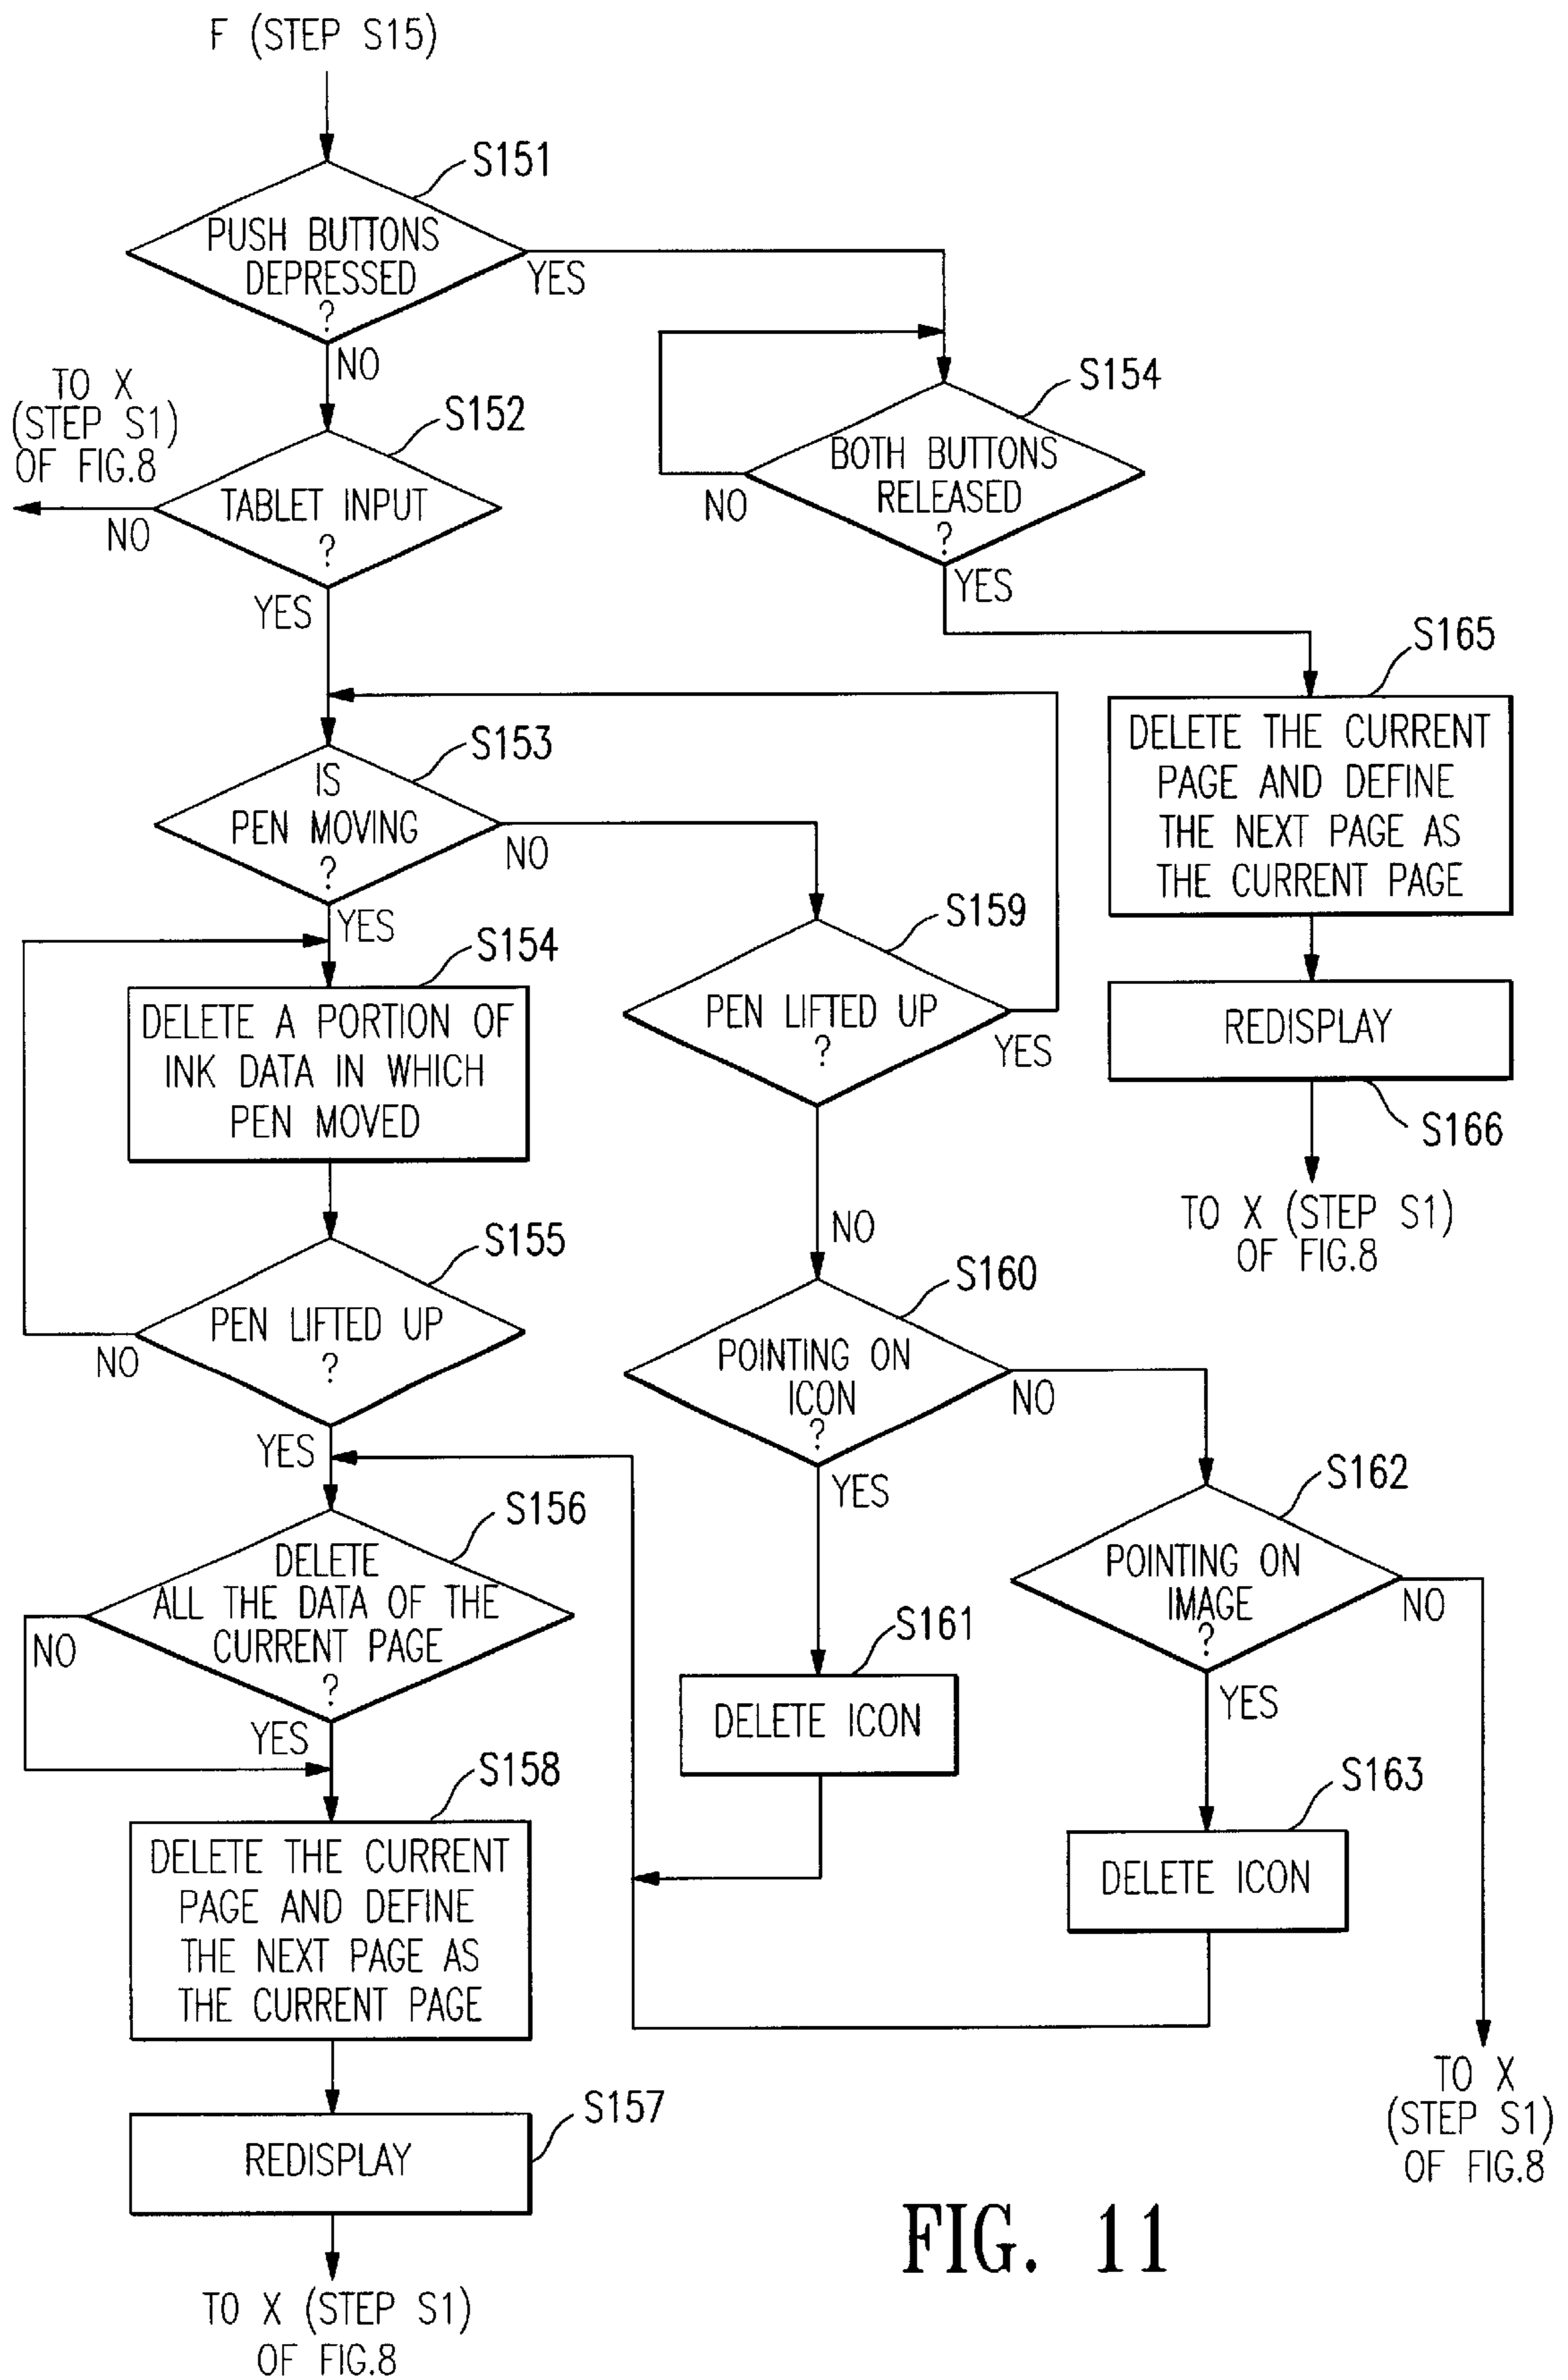 F (STEP S15)
S151
PUSH BUTTONS
DEPRESSED
?
YES
NO
TO X
(STEP S1)
OF FIG.8
S152
TABLET INPUT
?
NO
YES
S154
BOTH BUTTONS
RELEASED
?
NO
YES
S165
DELETE THE CURRENT
PAGE AND DEFINE
THE NEXT PAGE AS
THE CURRENT PAGE
REDISPLAY
S166
TO X (STEP S1)
OF FIG.8
S153
IS
PEN MOVING
?
NO
YES
S154
DELETE A PORTION OF
INK DATA IN WHICH
PEN MOVED
S155
PEN LIFTED UP
?
NO
YES
S159
PEN LIFTED UP
?
YES
NO
S160
POINTING ON
ICON
?
NO
YES
S161
DELETE ICON
S162
POINTING ON
IMAGE
?
NO
YES
S163
DELETE ICON
TO X
(STEP S1)
OF FIG.8
S156
DELETE
ALL THE DATA OF THE
CURRENT PAGE
?
NO
YES
S158
DELETE THE CURRENT
PAGE AND DEFINE
THE NEXT PAGE AS
THE CURRENT PAGE
S157
REDISPLAY
TO X (STEP S1)
OF FIG.8
FIG. 11